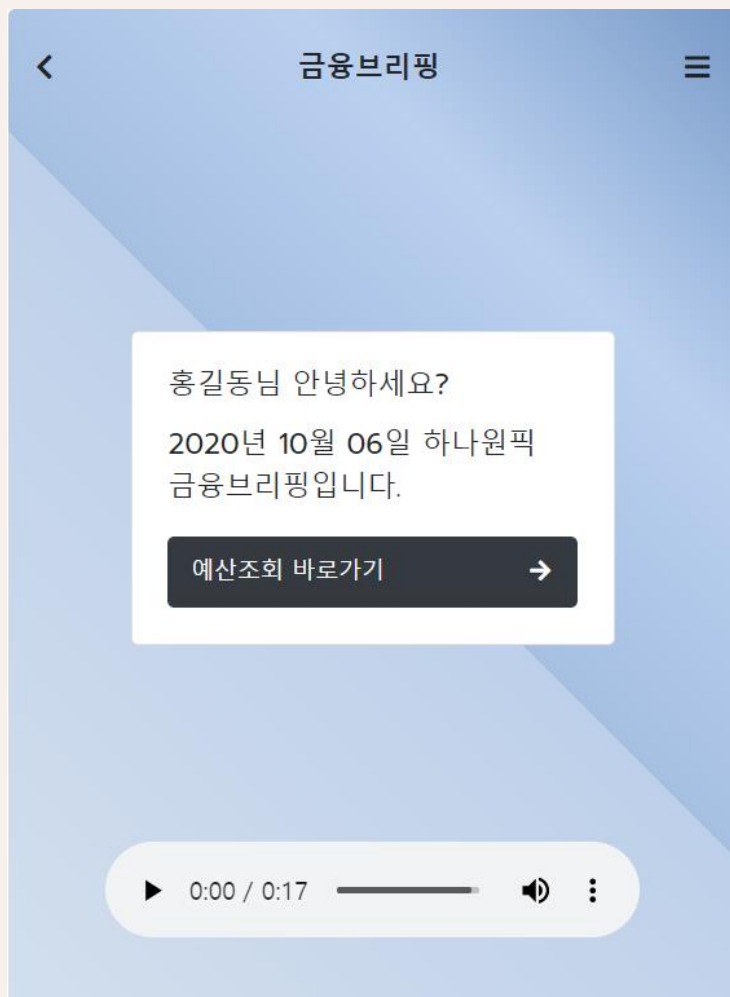 금융브리핑
홍길동님 안녕하세요?
2020년 10월 06일 하나원픽
금융브리핑입니다.
예산조회 바로가기
0:00 / 0:17